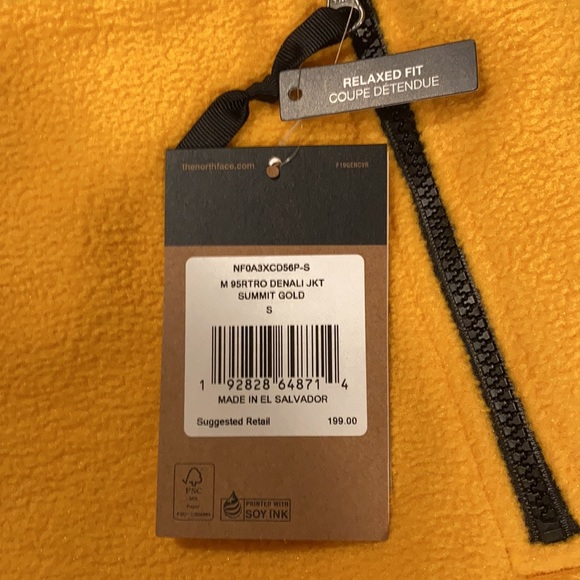 RELAXED FIT
COUPE DÉTENDUE
thenorthface.com
F19GENCVR
NF0A3XCD56P-S
M 95RTRO DENALI JKT
SUMMIT GOLD
S
1 92828 64871 4
MADE IN EL SALVADOR
Suggested Retail 199.00
FSC
PRINTED WITH
SOY INK